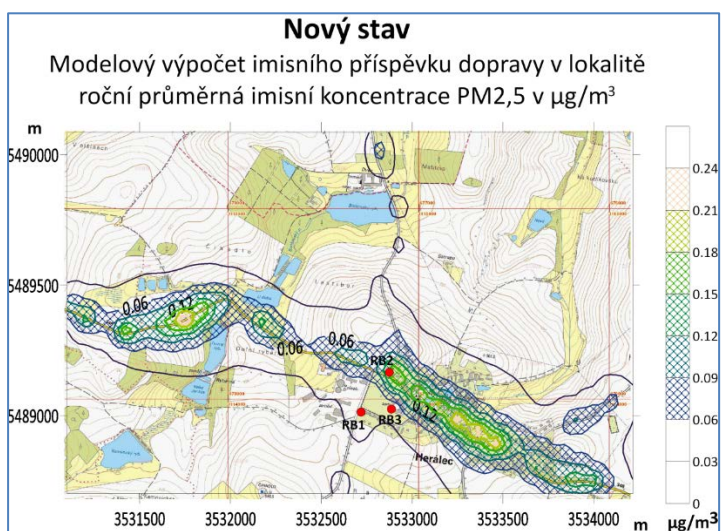 Nový stav
Modelový výpočet imisního příspěvku dopravy v lokalitě
roční průměrná imisní koncentrace PM2,5 v µg/m³
m
5490000
5489500
5489000
0.06
0.12
0.06
0.06
0.12
RB2
RB1
RB3
Herálec
3531500
3532000
3532500
3533000
3533500
3534000
m
0.24
0.21
0.18
0.15
0.12
0.09
0.06
0.03
0
µg/m³